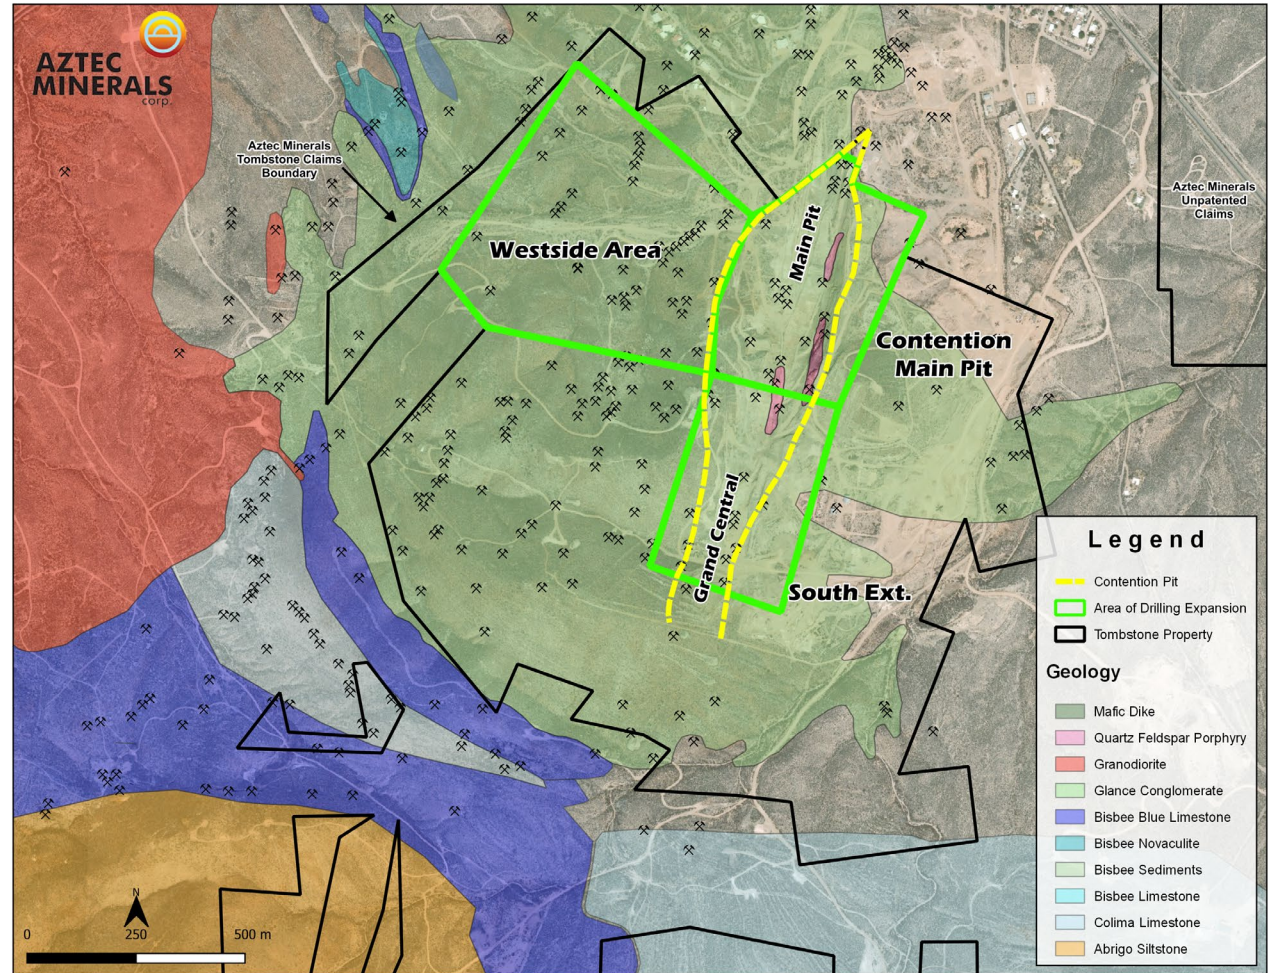 AZTEC
MINERALS
corp.
Aztec Minerals
Tombstone Claims
Boundary
Aztec Minerals
Unpatented
Claims
Westside Area
Main Pit
Contention
Main Pit
Grand Central
South Ext.
Legend
Contention Pit
Area of Drilling Expansion
Tombstone Property
Geology
Mafic Dike
Quartz Feldspar Porphyry
Granodiorite
Glance Conglomerate
Bisbee Blue Limestone
Bisbee Novaculite
Bisbee Sediments
Bisbee Limestone
Colima Limestone
Abrigo Siltstone
N
0 250 500 m